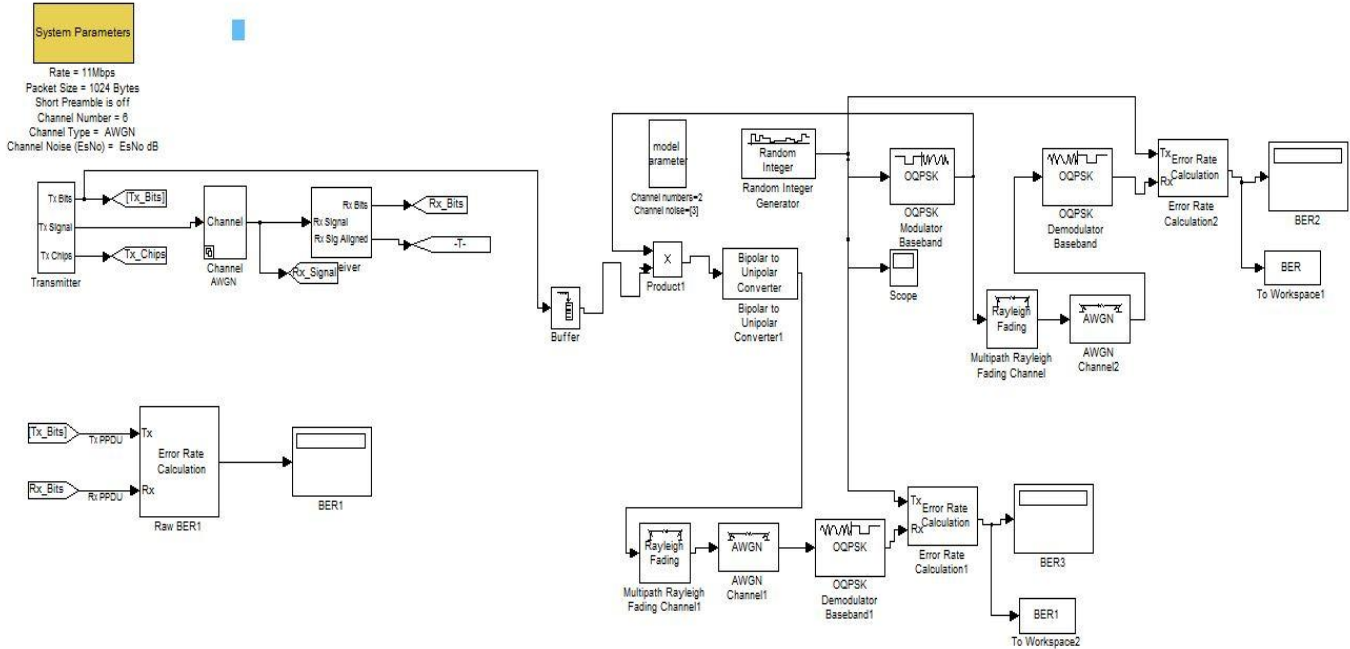 System Parameters
Rate = 11Mbps
Packet Size = 1024 Bytes
Short Preamble is off
Channel Number = 6
Channel Type = AWGN
Channel Noise (EsNo) = EsNo dB
Tx Bits
Tx Signal
Tx Chips
Transmitter
[Tx_Bits]
Tx_Chips
Channel
Channel
AWGN
Rx_Signal
Rx Signal
Rx Bits
Rx Sig Aligned
eiver
Rx_Bits
-T-
Buffer
model
arameter
Channel numbers=2
Channel noise=[3]
Random
Integer
Random Integer
Generator
X
Product1
Bipolar to
Unipolar
Converter
Bipolar to
Unipolar
Converter1
OQPSK
OQPSK
Modulator
Baseband
Scope
OQPSK
OQPSK
Demodulator
Baseband
Tx
Rx
Error Rate
Calculation
Error Rate
Calculation2
BER2
BER
To Workspace1
Rayleigh
Fading
Multipath Rayleigh
Fading Channel
AWGN
AWGN
Channel2
[Tx_Bits]
Tx PPDU
Rx_Bits
Rx PPDU
Tx
Rx
Error Rate
Calculation
Raw BER1
BER1
Rayleigh
Fading
Multipath Rayleigh
Fading Channel1
AWGN
AWGN
Channel1
OQPSK
OQPSK
Demodulator
Baseband1
Tx
Rx
Error Rate
Calculation
Error Rate
Calculation1
BER3
BER1
To Workspace2